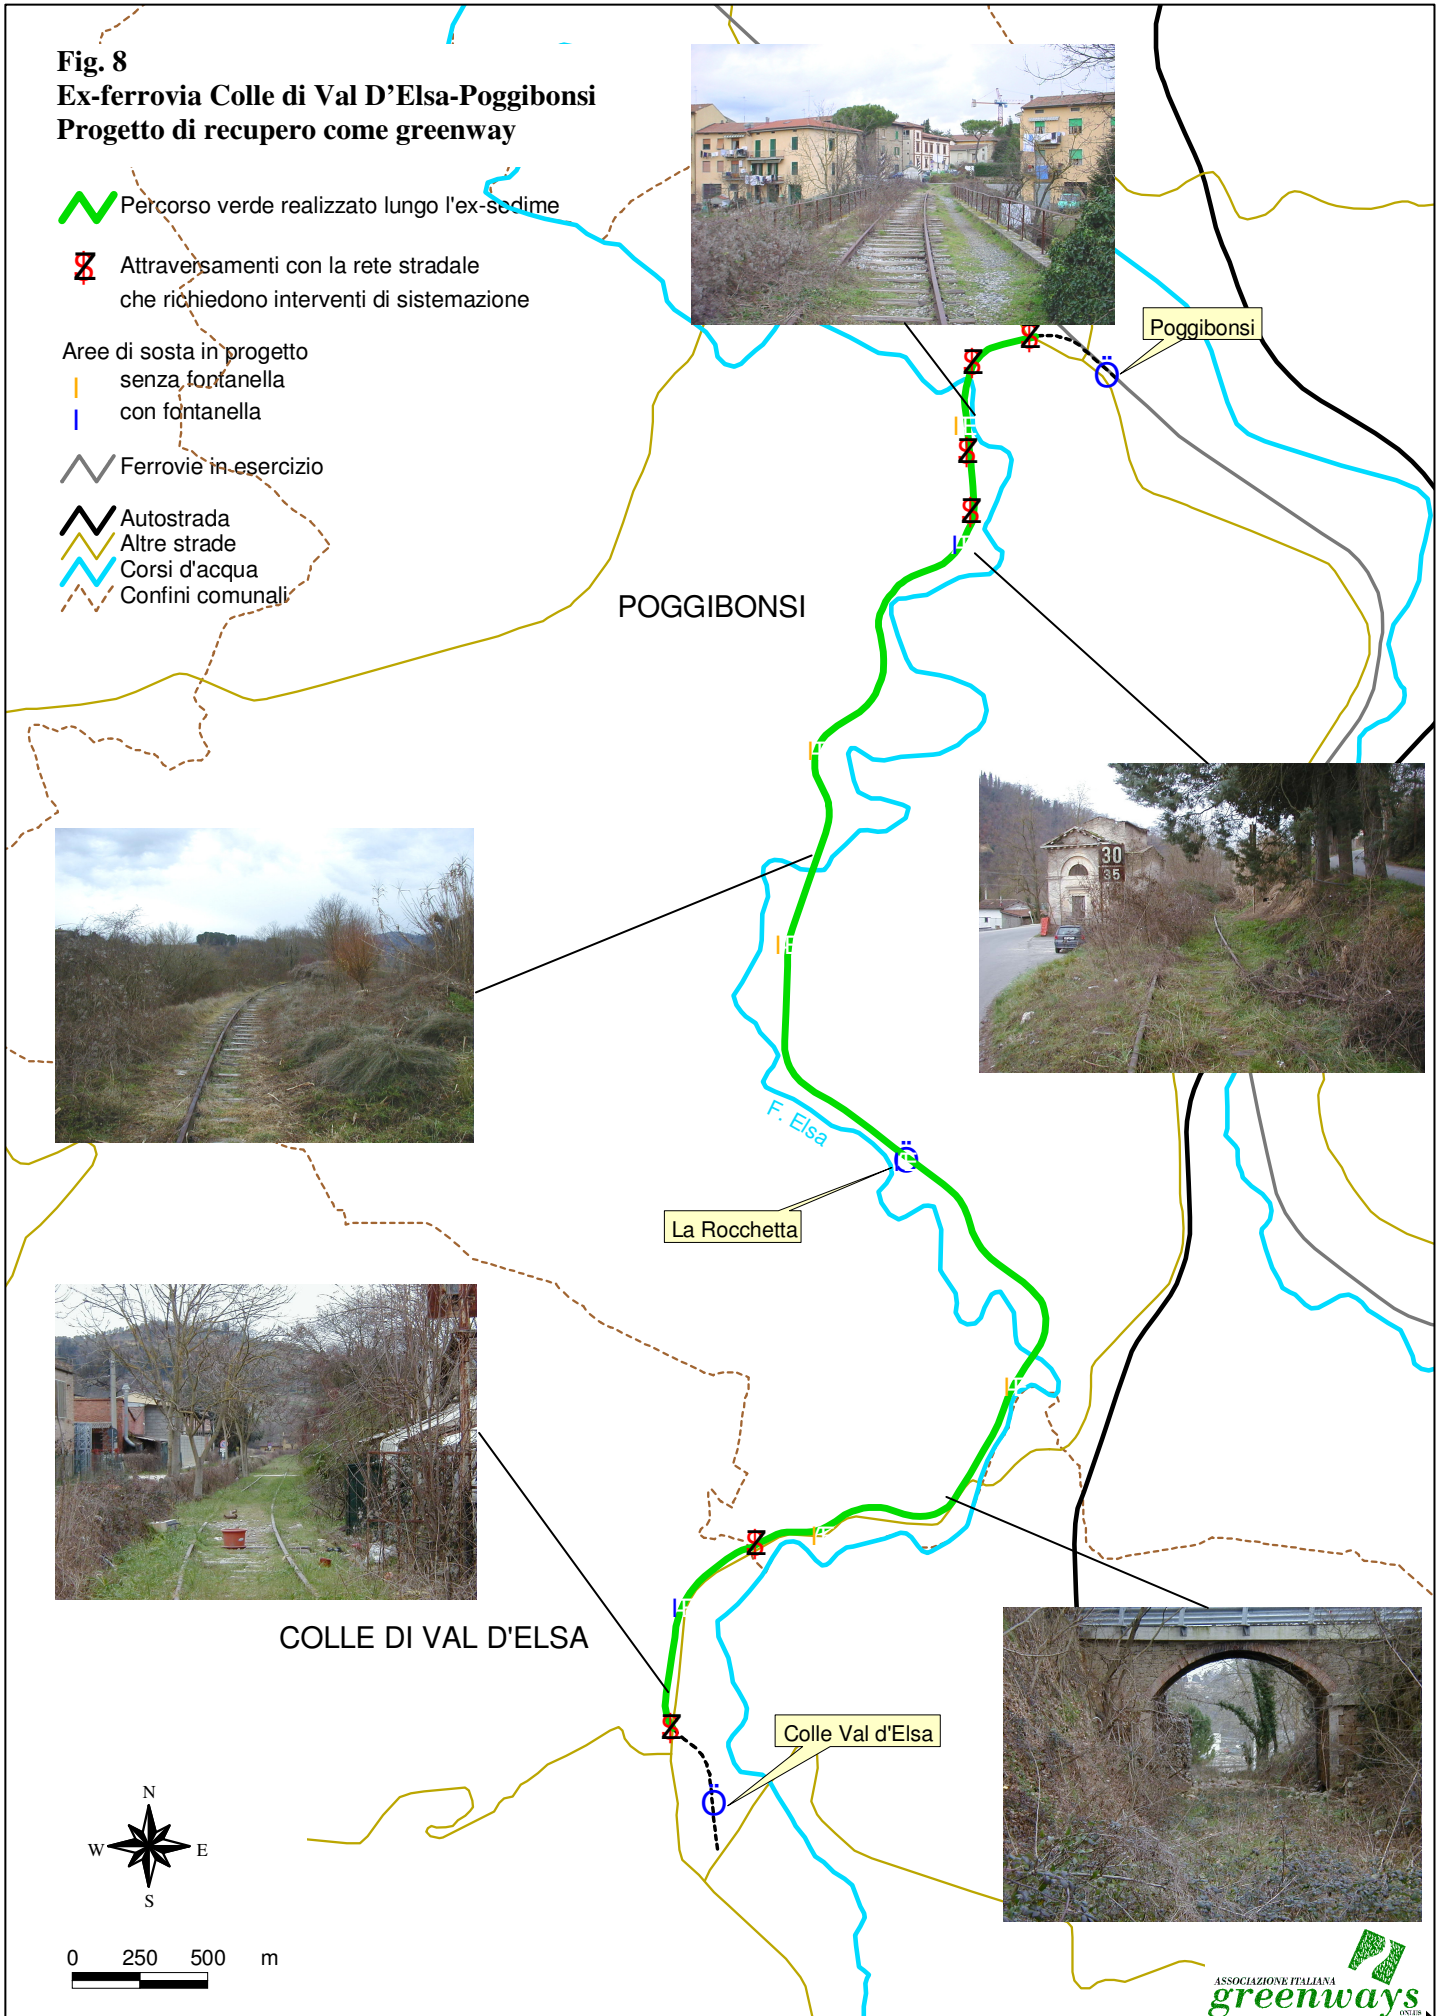 Fig. 8
Ex-ferrovia Colle di Val D'Elsa-Poggibonsi
Progetto di recupero come greenway
Percorso verde realizzato lungo l'ex-sedime
Attraversamenti con la rete stradale
che richiedono interventi di sistemazione
Aree di sosta in progetto
senza fontanella
con fontanella
Ferrovie in esercizio
Autostrada
Altre strade
Corsi d'acqua
Confini comunali
Poggibonsi
POGGIBONSI
30
35
F. Elsa
La Rocchetta
COLLE DI VAL D'ELSA
Colle Val d'Elsa
N
W E
S
0 250 500 m
ASSOCIAZIONE ITALIANA
greenways
ONLUS